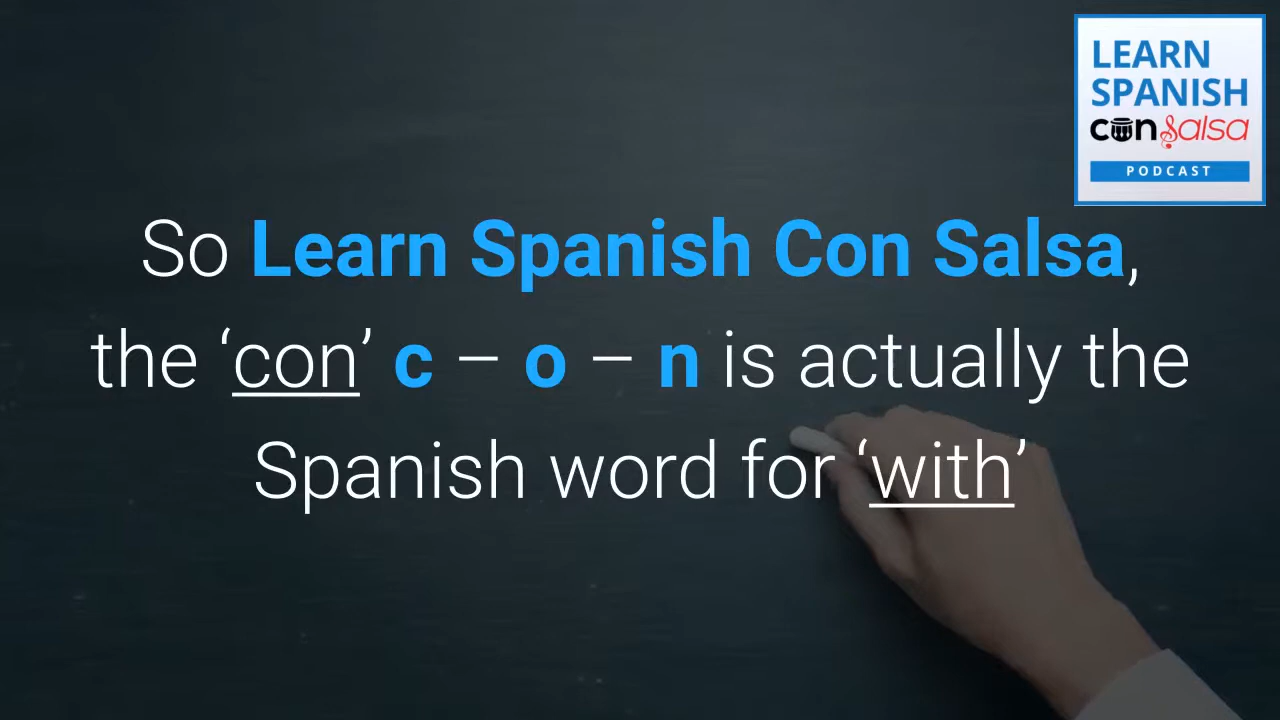 LEARN
SPANISH
con salsa
PODCAST
So Learn Spanish Con Salsa,
the ‘con’ c – o – n is actually the
Spanish word for ‘with’